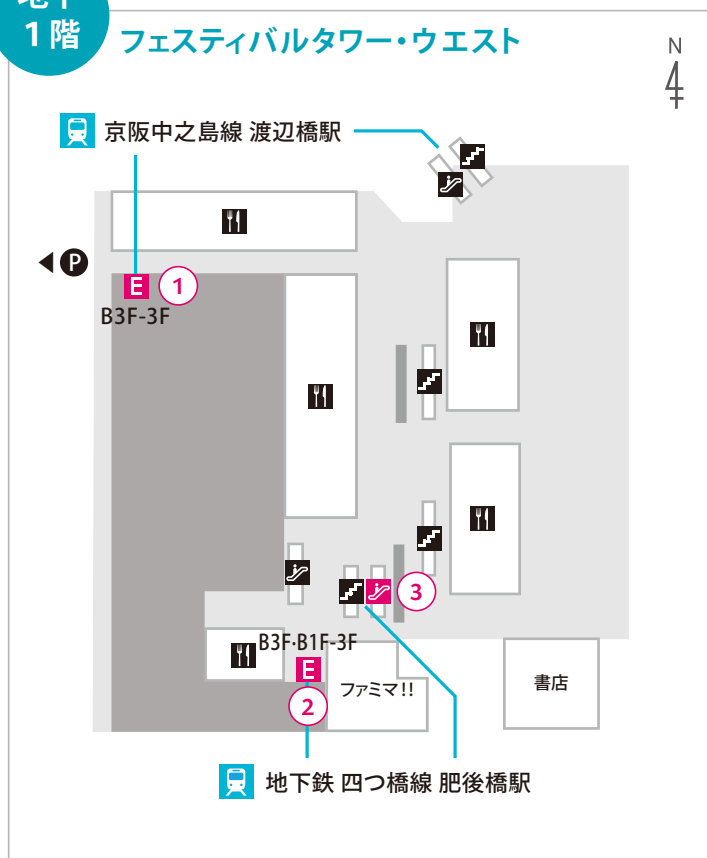 地下
1階
フェスティバルタワー・ウエスト
N
京阪中之島線 渡辺橋駅
P
E 1
B3F-3F
3
B3F·B1F-3F
E
2
ファミマ!!
書店
地下鉄 四つ橋線 肥後橋駅